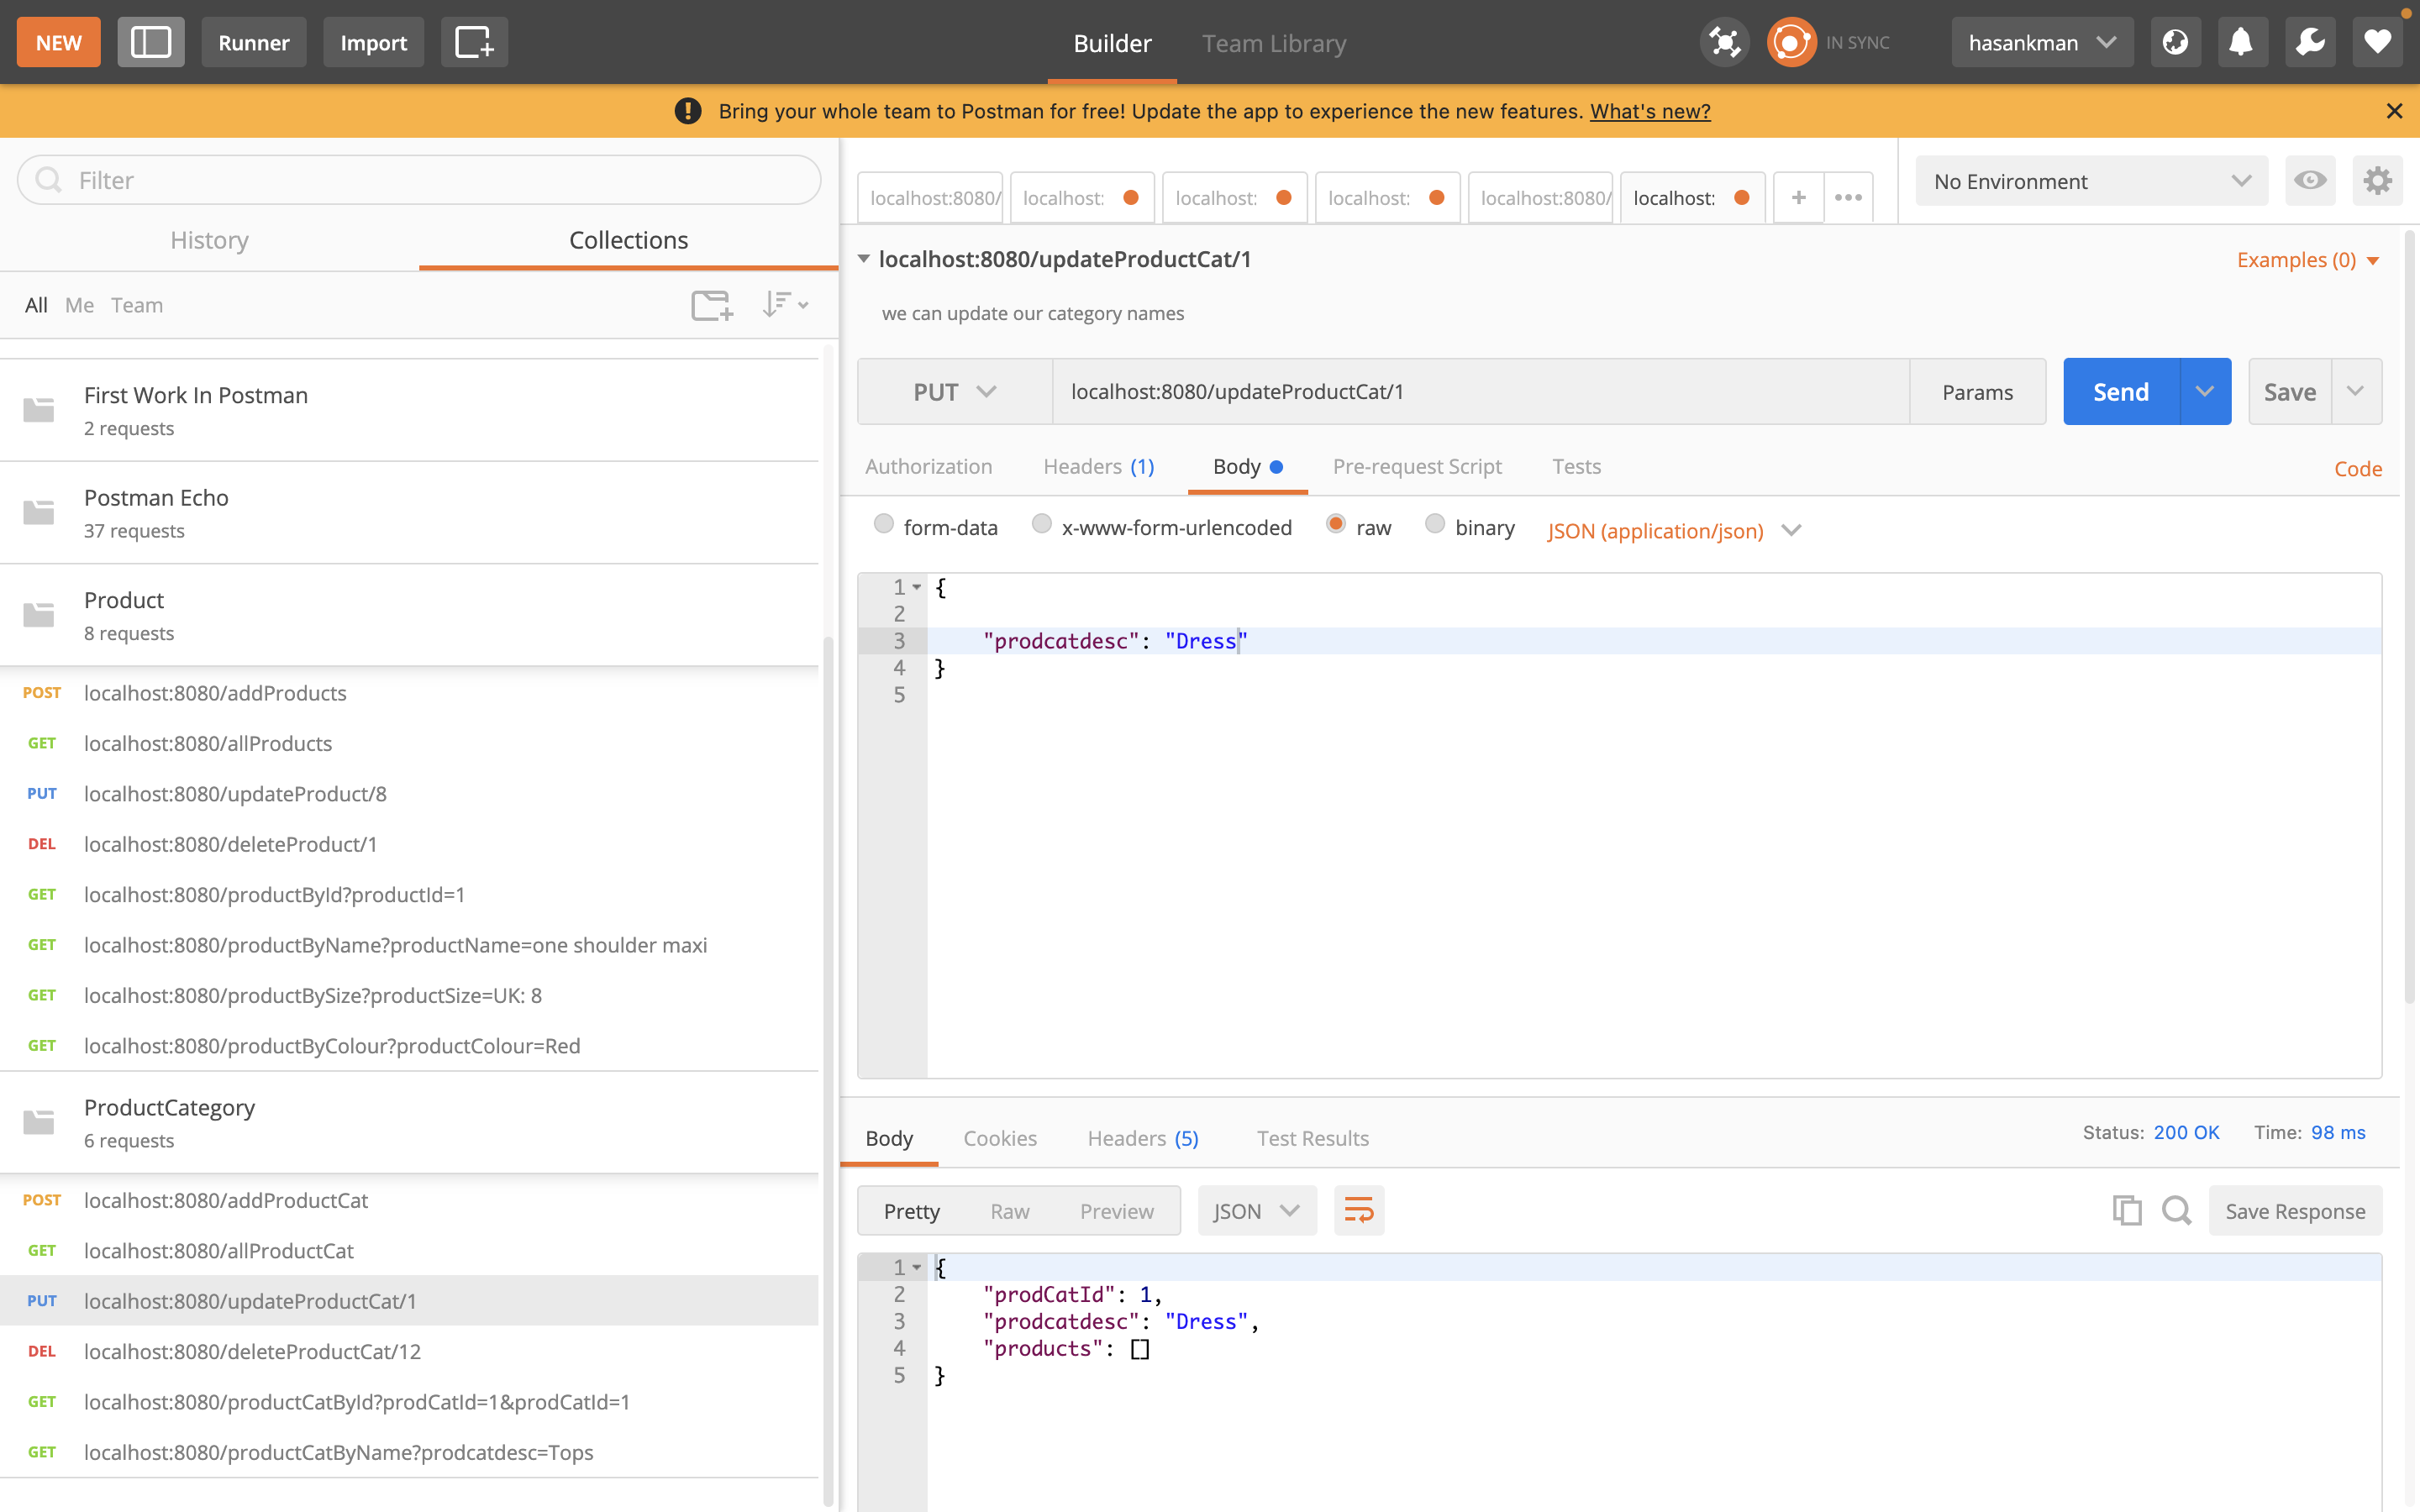 NEW Runner Import Builder Team Library IN SYNC hasankman
Bring your whole team to Postman for free! Update the app to experience the new features. What's new?
Filter
History Collections
All Me Team
First Work In Postman
2 requests
Postman Echo
37 requests
Product
8 requests
POST localhost:8080/addProducts
GET localhost:8080/allProducts
PUT localhost:8080/updateProduct/8
DEL localhost:8080/deleteProduct/1
GET localhost:8080/productById?productId=1
GET localhost:8080/productByName?productName=one shoulder maxi
GET localhost:8080/productBySize?productSize=UK: 8
GET localhost:8080/productByColour?productColour=Red
ProductCategory
6 requests
POST localhost:8080/addProductCat
GET localhost:8080/allProductCat
PUT localhost:8080/updateProductCat/1
DEL localhost:8080/deleteProductCat/12
GET localhost:8080/productCatById?prodCatId=1&prodCatId=1
GET localhost:8080/productCatByName?prodcatdesc=Tops
localhost:8080/ localhost: localhost: localhost: localhost:8080/ localhost: + ••• No Environment
localhost:8080/updateProductCat/1 Examples (0)
we can update our category names
PUT localhost:8080/updateProductCat/1 Params Send Save
Authorization Headers (1) Body Pre-request Script Tests Code
form-data x-www-form-urlencoded raw binary JSON (application/json)
1 {
2
3 "prodcatdesc": "Dress"
4 }
5
Body Cookies Headers (5) Test Results Status: 200 OK Time: 98 ms
Pretty Raw Preview JSON Save Response
1 {
2 "prodCatId": 1,
3 "prodcatdesc": "Dress",
4 "products": []
5 }